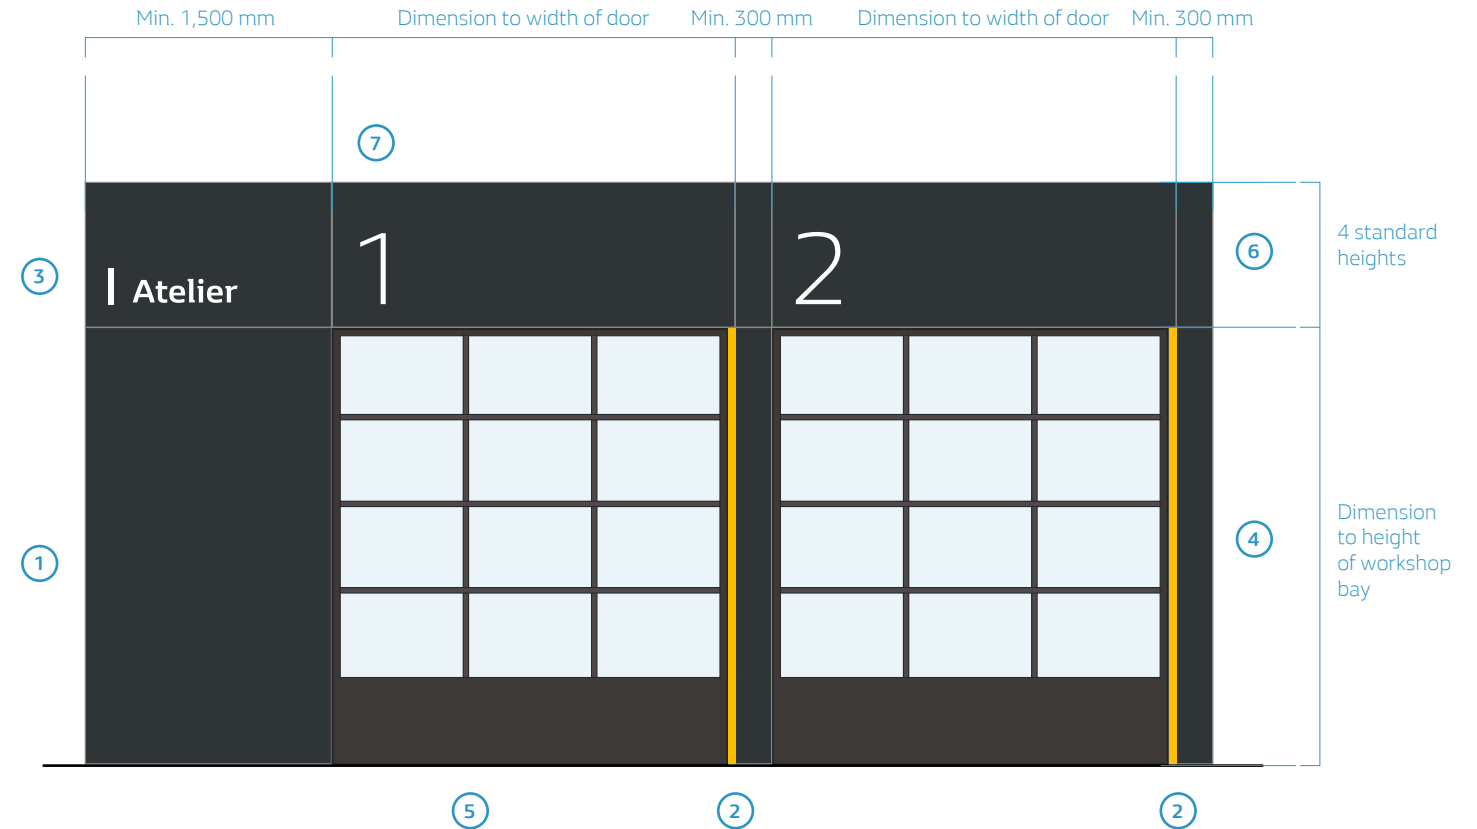 Min. 1,500 mm
Dimension to width of door
Min. 300 mm
Dimension to width of door
Min. 300 mm
7
3
Atelier
1
2
6
4 standard
heights
1
4
Dimension
to height
of workshop
bay
5
2
2